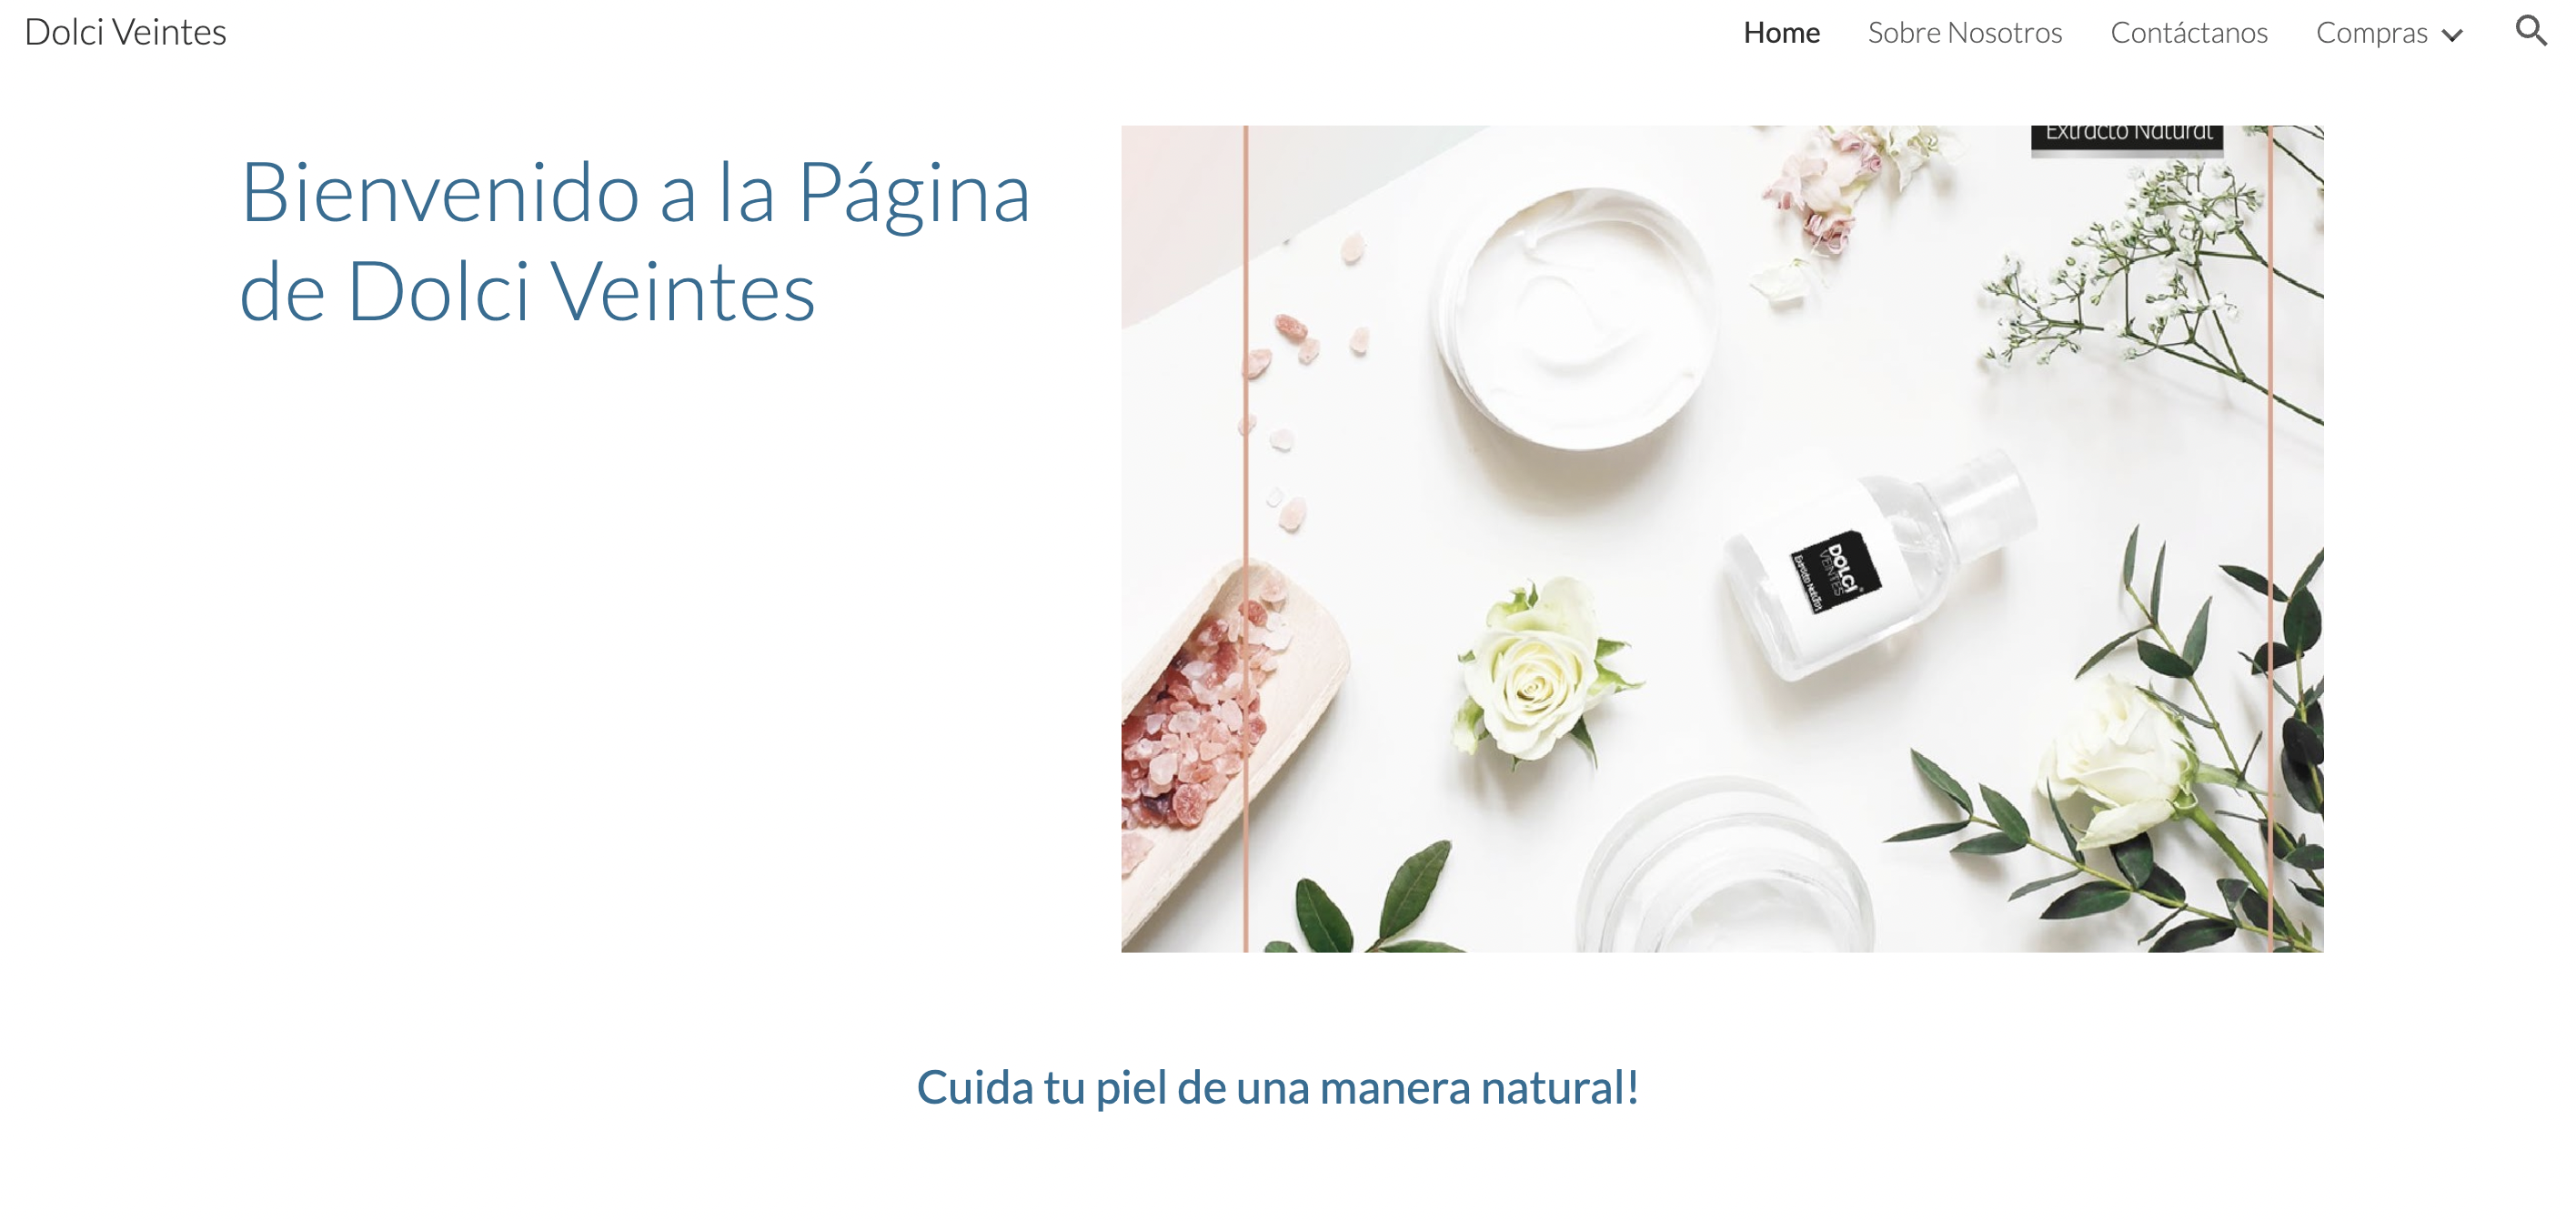 Dolci Veintes
Home Sobre Nosotros Contáctanos Compras
Bienvenido a la Página
de Dolci Veintes
Extracto Natural
DOLCI
VEINTES
Extracto Natural
Cuida tu piel de una manera natural!